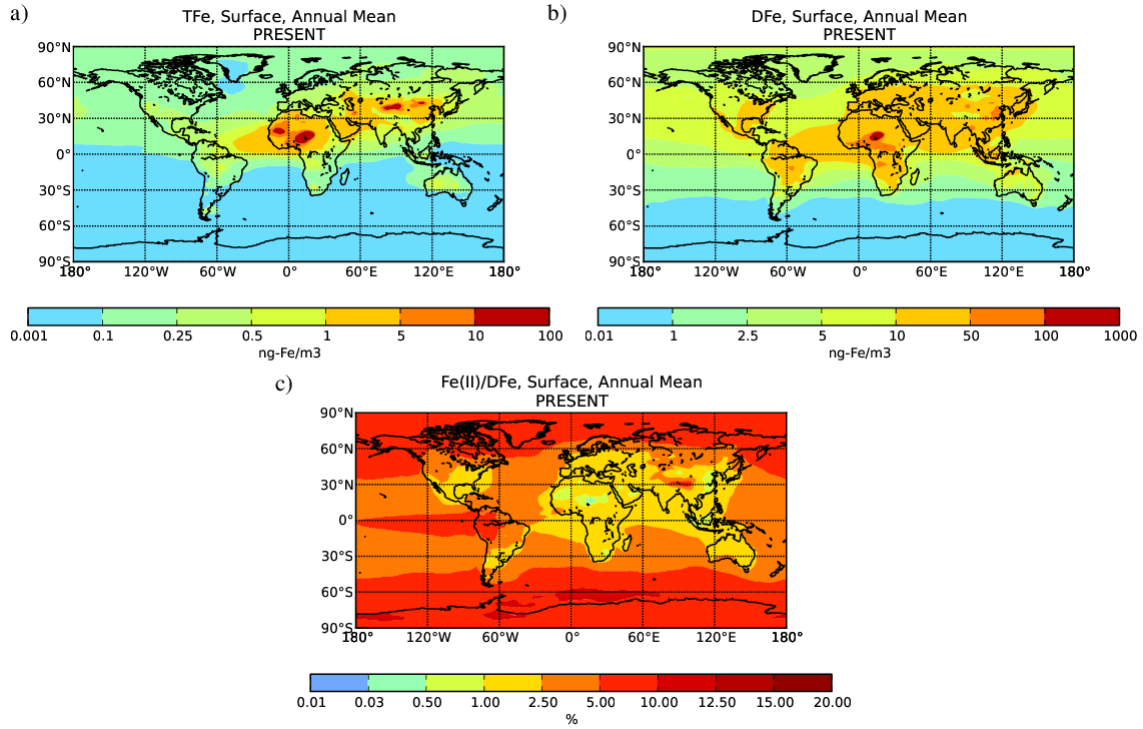 a)
TFe, Surface, Annual Mean
PRESENT
90°N
60°N
30°N
0°
30°S
60°S
90°S
180° 120°W 60°W 0° 60°E 120°E 180°
0.001 0.1 0.25 0.5 1 5 10 100
ng-Fe/m3
b)
DFe, Surface, Annual Mean
PRESENT
90°N
60°N
30°N
0°
30°S
60°S
90°S
180° 120°W 60°W 0° 60°E 120°E 180°
0.01 1 2.5 5 10 50 100 1000
ng-Fe/m3
c)
Fe(II)/DFe, Surface, Annual Mean
PRESENT
90°N
60°N
30°N
0°
30°S
60°S
90°S
180° 120°W 60°W 0° 60°E 120°E 180°
0.01 0.03 0.50 1.00 2.50 5.00 10.00 12.50 15.00 20.00
%